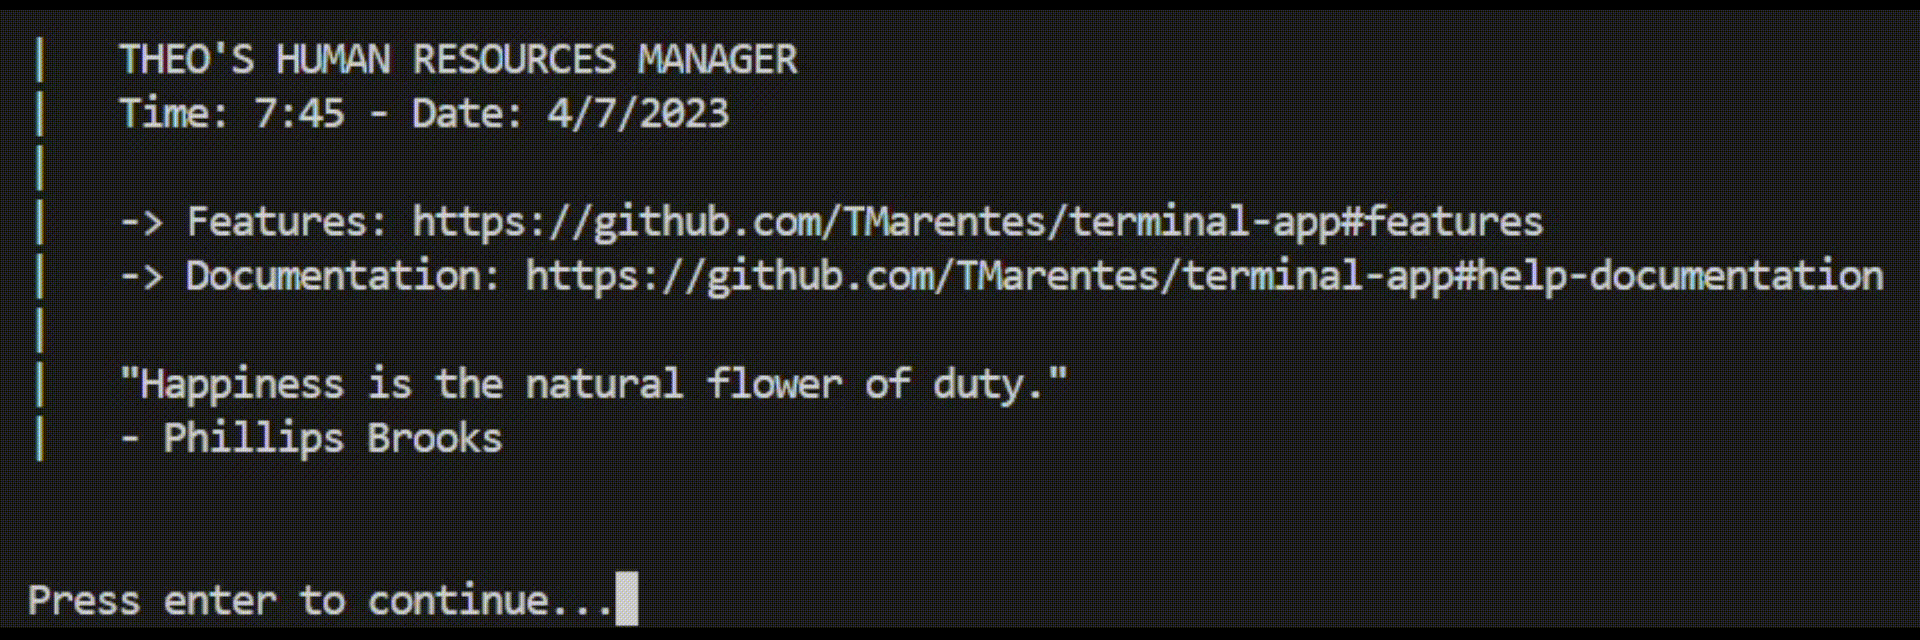 | THEO'S HUMAN RESOURCES MANAGER
| Time: 7:45 - Date: 4/7/2023
|
| -> Features: https://github.com/TMarentes/terminal-app#features
| -> Documentation: https://github.com/TMarentes/terminal-app#help-documentation
|
| "Happiness is the natural flower of duty."
| - Phillips Brooks
Press enter to continue...